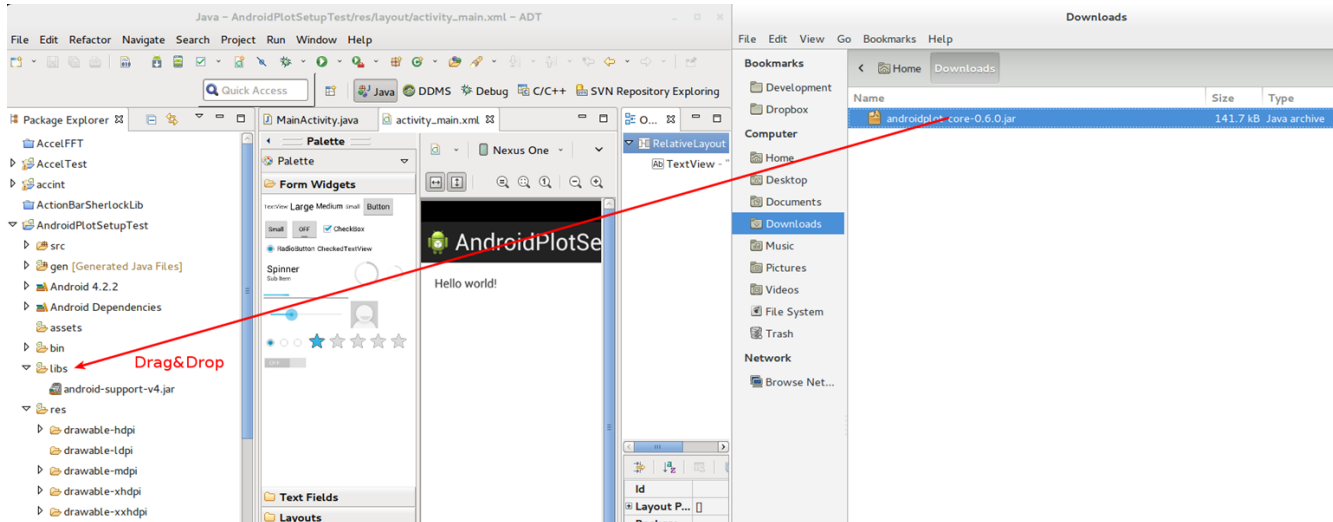 Java - AndroidPlotSetupTest/res/layout/activity_main.xml - ADT
File Edit Refactor Navigate Search Project Run Window Help
Quick Access
Java
DDMS
Debug
C/C++
SVN Repository Exploring
Package Explorer
AccelFFT
AccelTest
accint
ActionBarSherlockLib
AndroidPlotSetupTest
src
gen [Generated Java Files]
Android 4.2.2
Android Dependencies
assets
bin
libs
Drag&Drop
android-support-v4.jar
res
drawable-hdpi
drawable-ldpi
drawable-mdpi
drawable-xhdpi
drawable-xxhdpi
MainActivity.java
activity_main.xml
Palette
Palette
Form Widgets
TextView Large Medium Small Button
Small OFF CheckBox
RadioButton CheckedTextView
Spinner
Sub Item
OFF
Text Fields
Layouts
Nexus One
AndroidPlotSe
Hello world!
O...
RelativeLayout
Ab TextView - "
Id
Layout P... []
Downloads
File Edit View Go Bookmarks Help
Bookmarks
Development
Dropbox
Computer
Home
Desktop
Documents
Downloads
Music
Pictures
Videos
File System
Trash
Network
Browse Net...
Home Downloads
Name Size Type
androidplot-core-0.6.0.jar 141.7 kB Java archive